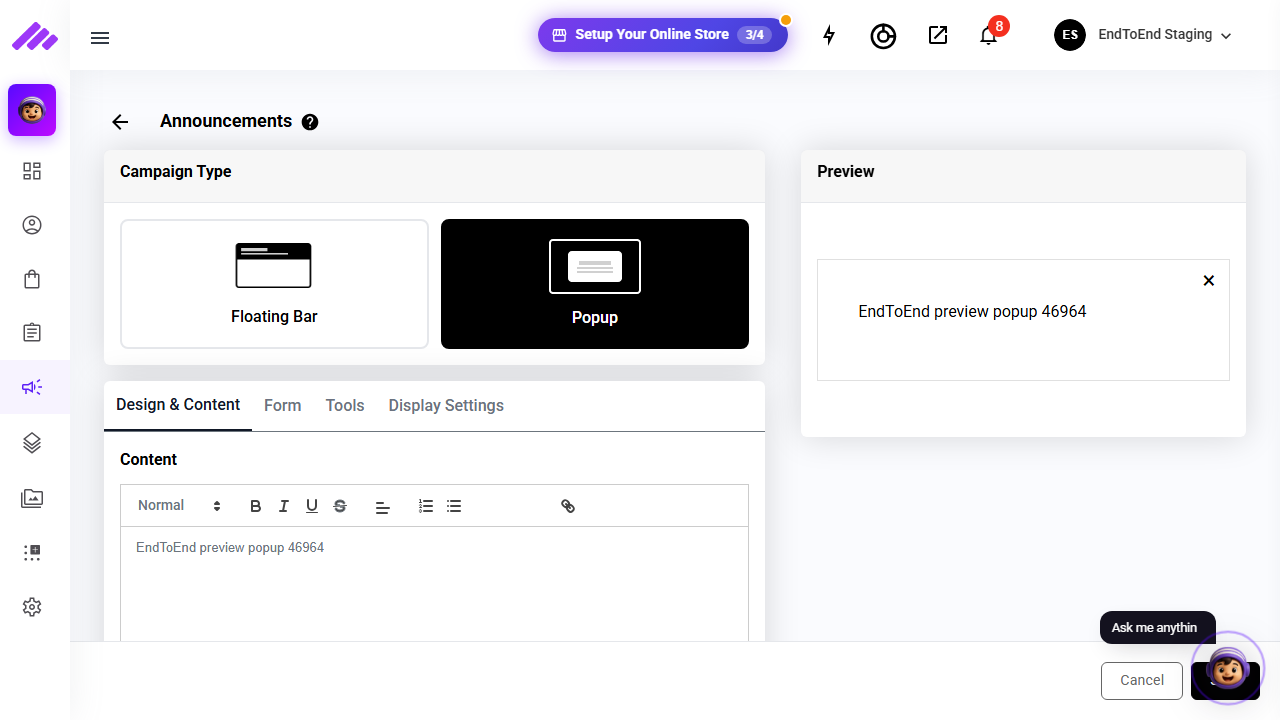 Setup Your Online Store 3/4
8
ES EndToEnd Staging
Announcements ?
Campaign Type
Floating Bar
Popup
Preview
EndToEnd preview popup 46964
Design & Content Form Tools Display Settings
Content
Normal B I U S
EndToEnd preview popup 46964
Ask me anythin
Cancel